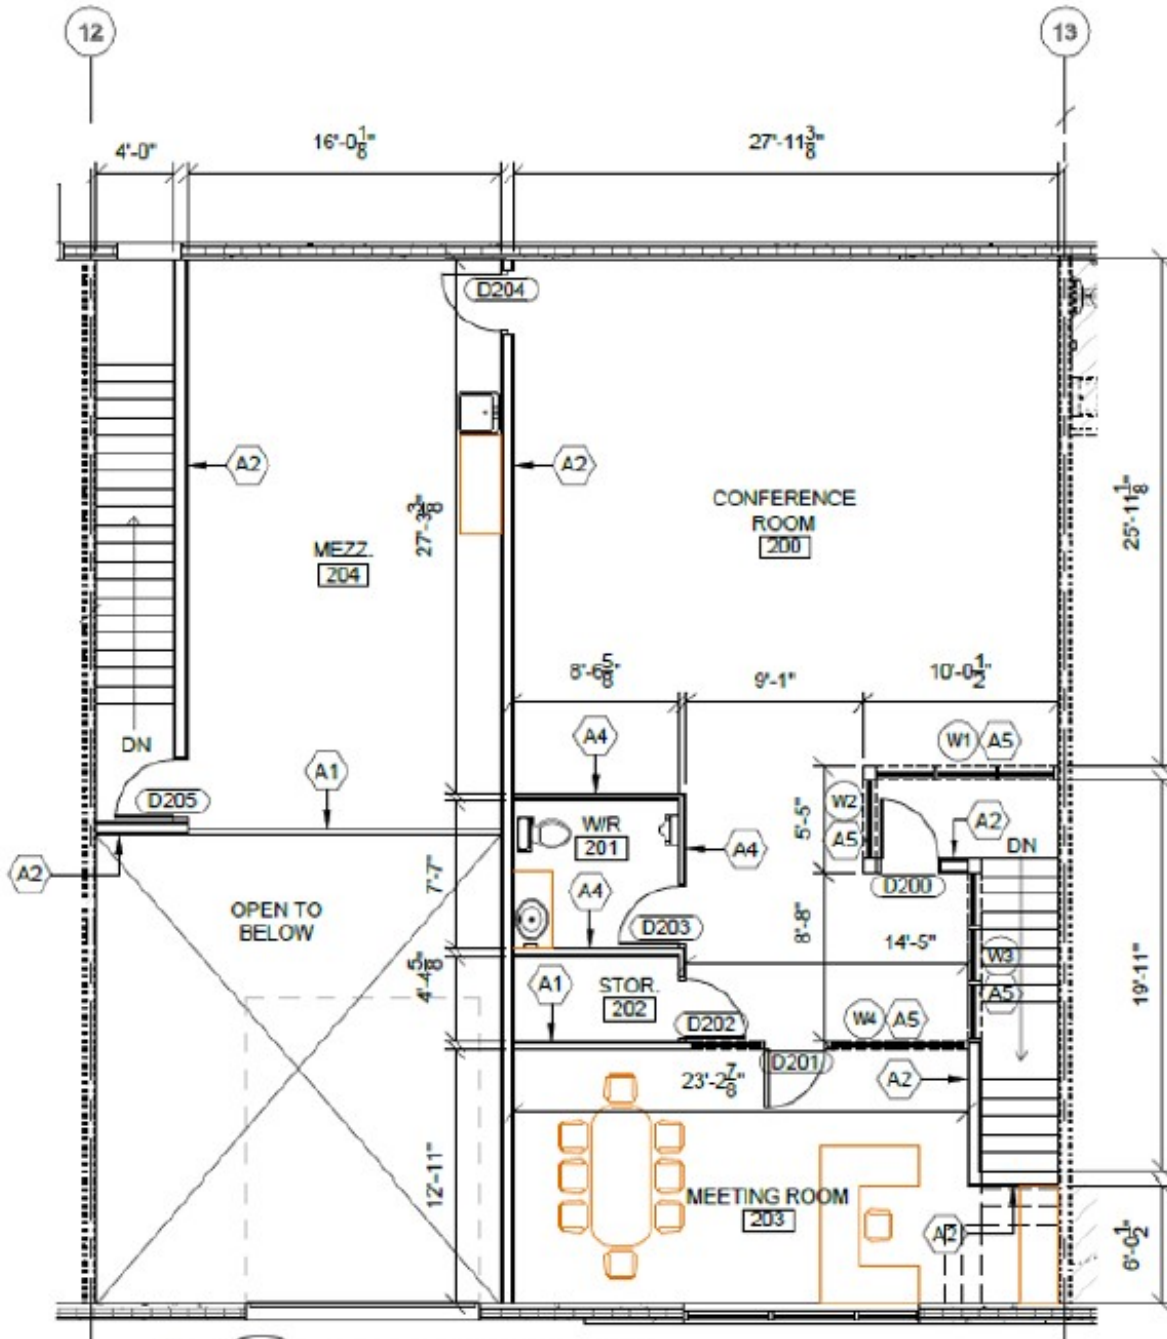 12
13
4'-0"
16'-0 1/8"
27'-11 3/8"
D204
A2
A2
CONFERENCE
ROOM
200
25'-11 1/8"
27'-3 3/8"
MEZZ.
204
8'-6 5/8"
9'-1"
10'-0 1/2"
DN
W1
A5
A4
A1
D205
W2
A5
5'-5"
A2
DN
W/R
201
A4
A2
7'-7"
A4
D200
OPEN TO
BELOW
D203
8'-8"
14'-5"
W3
A5
19'-11"
4'-4 5/8"
A1
STOR.
202
D202
W4
A5
D201
23'-2 7/8"
A2
12'-11"
MEETING ROOM
203
A2
6'-0 1/2"